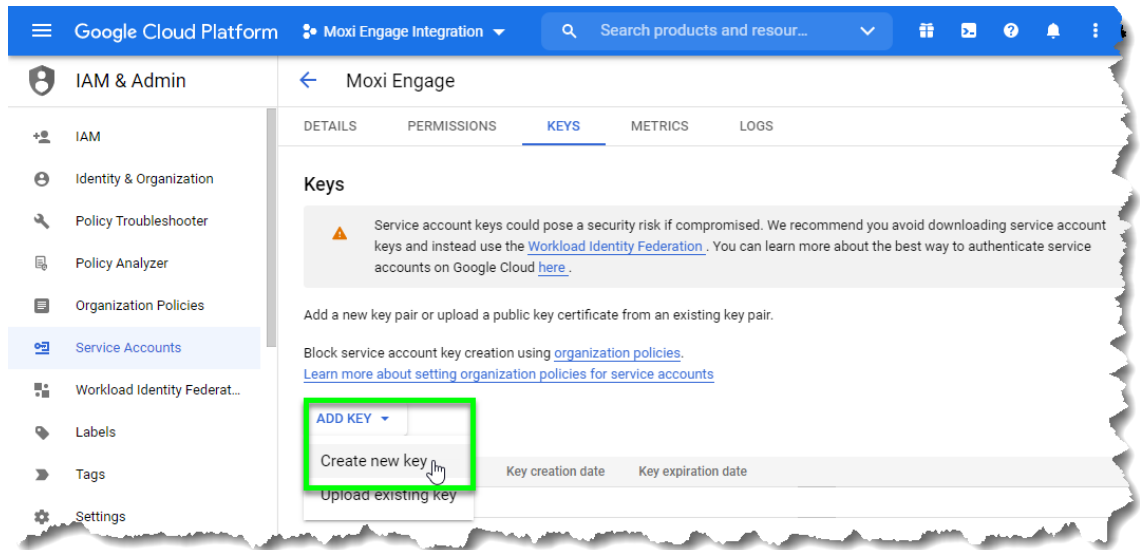 Google Cloud Platform
Moxi Engage Integration
Search products and resour...
IAM & Admin
Moxi Engage
DETAILS PERMISSIONS KEYS METRICS LOGS
IAM
Identity & Organization
Policy Troubleshooter
Policy Analyzer
Organization Policies
Service Accounts
Workload Identity Federat...
Labels
Tags
Settings
Keys
Service account keys could pose a security risk if compromised. We recommend you avoid downloading service account
keys and instead use the Workload Identity Federation . You can learn more about the best way to authenticate service
accounts on Google Cloud here .
Add a new key pair or upload a public key certificate from an existing key pair.
Block service account key creation using organization policies.
Learn more about setting organization policies for service accounts
ADD KEY
Create new key
Upload existing key
Key creation date Key expiration date